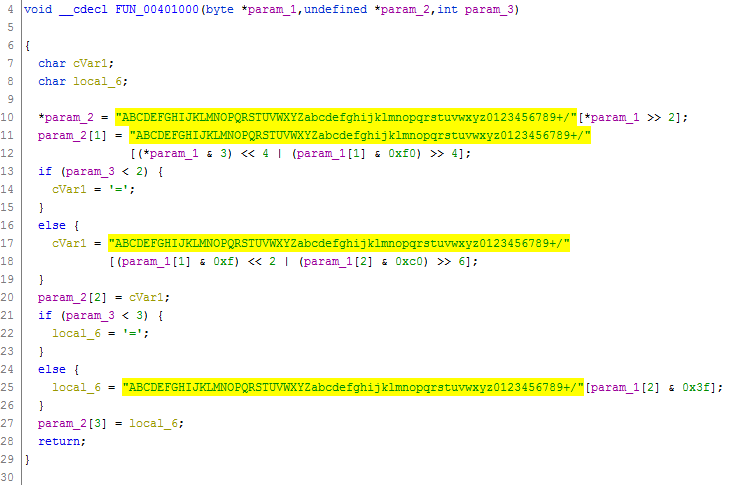 4 void __cdecl FUN_00401000(byte *param_1,undefined *param_2,int param_3)
5
6 {
7   char cVar1;
8   char local_6;
9
10   *param_2 = "ABCDEFGHIJKLMNOPQRSTUVWXYZabcdefghijklmnopqrstuvwxyz0123456789+/"[*param_1 >> 2];
11   param_2[1] = "ABCDEFGHIJKLMNOPQRSTUVWXYZabcdefghijklmnopqrstuvwxyz0123456789+/"
12                [(*param_1 & 3) << 4 | (param_1[1] & 0xf0) >> 4];
13   if (param_3 < 2) {
14     cVar1 = '=';
15   }
16   else {
17     cVar1 = "ABCDEFGHIJKLMNOPQRSTUVWXYZabcdefghijklmnopqrstuvwxyz0123456789+/"
18             [(param_1[1] & 0xf) << 2 | (param_1[2] & 0xc0) >> 6];
19   }
20   param_2[2] = cVar1;
21   if (param_3 < 3) {
22     local_6 = '=';
23   }
24   else {
25     local_6 = "ABCDEFGHIJKLMNOPQRSTUVWXYZabcdefghijklmnopqrstuvwxyz0123456789+/"[param_1[2] & 0x3f];
26   }
27   param_2[3] = local_6;
28   return;
29 }
30